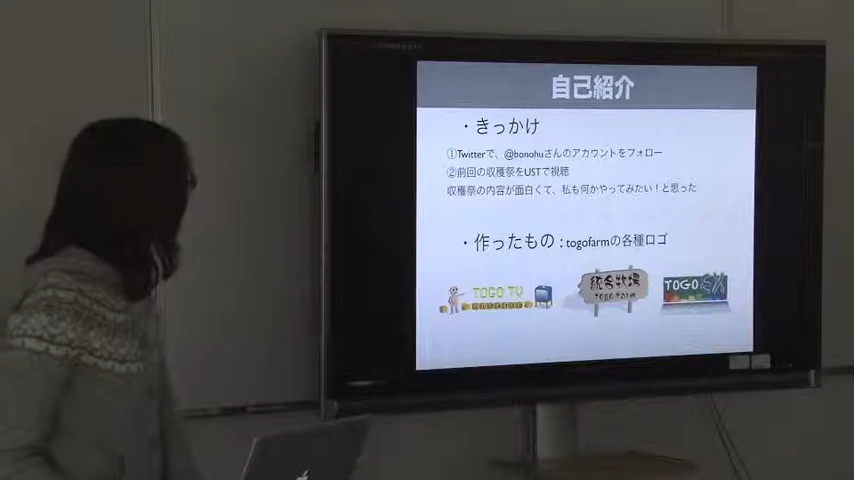 自己紹介
・きっかけ
①Twitterで、@bonohuさんのアカウントをフォロー
②前回の収穫祭をUSTで視聴
収穫祭の内容が面白くて、私も何かやってみたい！と思った
・作ったもの：togofarmの各種ロゴ
TOGO TV
統合牧場
TOGO farm
TOGO EX